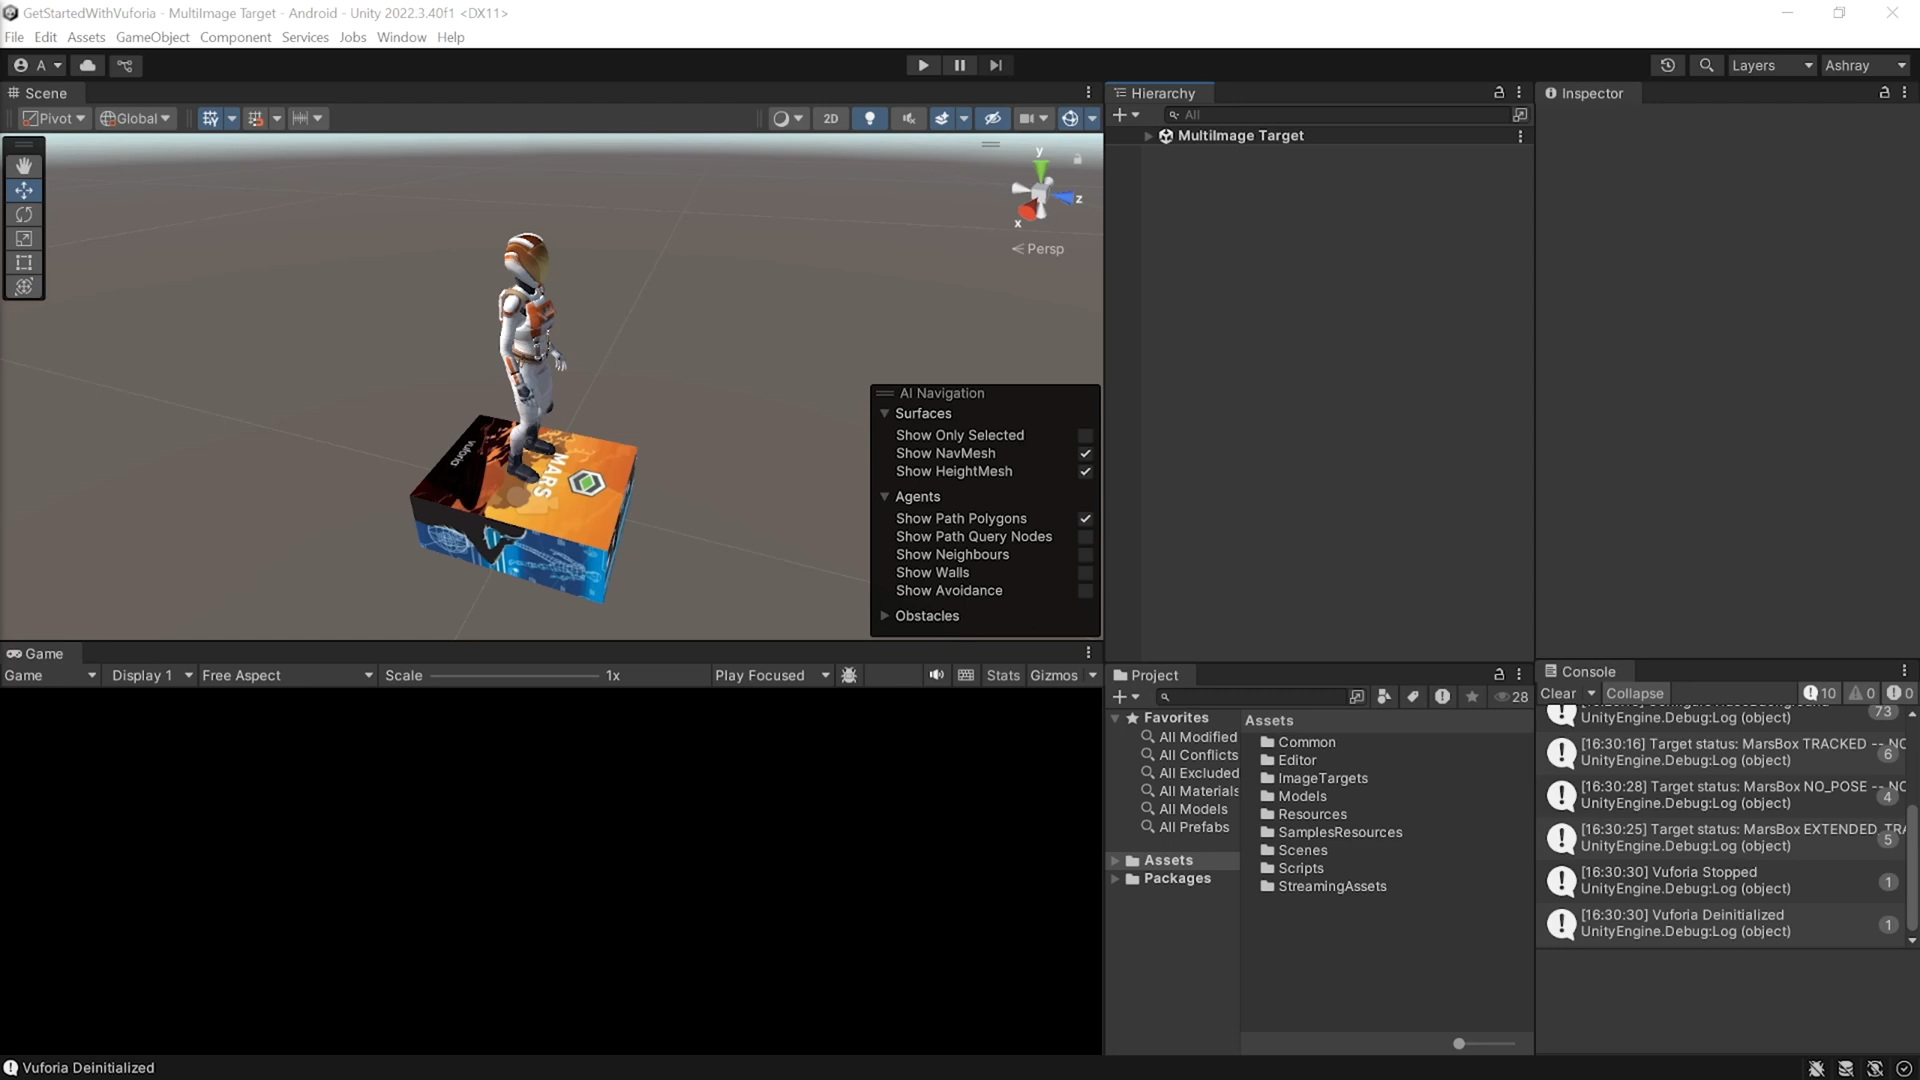 GetStartedWithVuforia - MultiImage Target - Android - Unity 2022.3.40f1 <DX11>
File Edit Assets GameObject Component Services Jobs Window Help
A
Layers
Ashray
Scene
Pivot
Global
2D
y
z
x
Persp
vuforia
MARS
AI Navigation
Surfaces
Show Only Selected
Show NavMesh
Show HeightMesh
Agents
Show Path Polygons
Show Path Query Nodes
Show Neighbours
Show Walls
Show Avoidance
Obstacles
Game
Game Display 1 Free Aspect Scale 1x Play Focused Stats Gizmos
Hierarchy
All
MultiImage Target
Inspector
Project
28
Favorites
All Modified
All Conflicts
All Excluded
All Materials
All Models
All Prefabs
Assets
Packages
Assets
Common
Editor
ImageTargets
Models
Resources
SamplesResources
Scenes
Scripts
StreamingAssets
Console
Clear Collapse 10 0 0
UnityEngine.Debug:Log (object) 73
[16:30:16] Target status: MarsBox TRACKED -- NO
UnityEngine.Debug:Log (object) 6
[16:30:28] Target status: MarsBox NO_POSE -- NO
UnityEngine.Debug:Log (object) 4
[16:30:25] Target status: MarsBox EXTENDED_TRA
UnityEngine.Debug:Log (object) 5
[16:30:30] Vuforia Stopped
UnityEngine.Debug:Log (object) 1
[16:30:30] Vuforia Deinitialized
UnityEngine.Debug:Log (object) 1
Vuforia Deinitialized